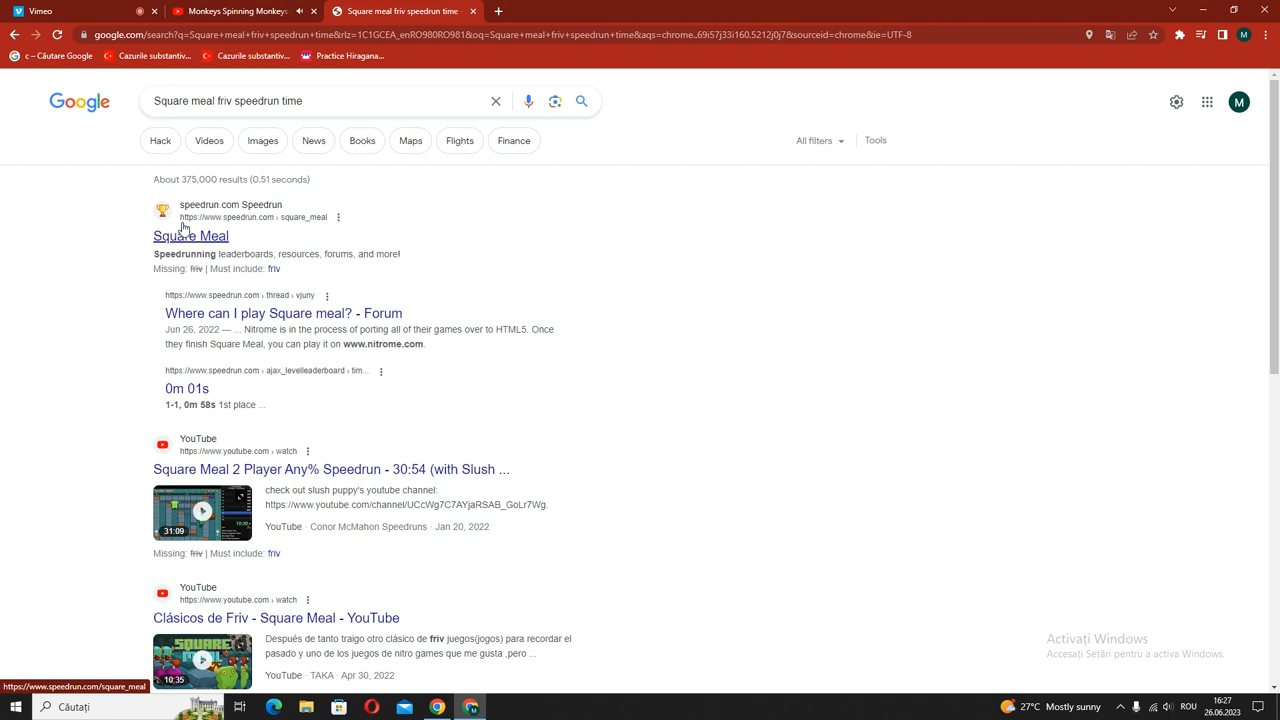 Vimeo
Monkeys Spinning Monkeys
Square meal friv speedrun time -
google.com/search?q=Square+meal+friv+speedrun+time&rlz=1C1GCEA_enRO980RO981&oq=Square+meal+friv+speedrun+time&aqs=chrome..69i57j33i160.5212j0j7&sourceid=chrome&ie=UTF-8
M
c – Căutare Google
Cazurile substantiv...
Cazurile substantiv...
Practice Hiragana...
Google
Square meal friv speedrun time
M
Hack
Videos
Images
News
Books
Maps
Flights
Finance
All filters
Tools
About 375,000 results (0.51 seconds)
speedrun.com Speedrun
https://www.speedrun.com › square_meal
Square Meal
Speedrunning leaderboards, resources, forums, and more!
Missing: friv | Must include: friv
https://www.speedrun.com › thread › vjuny
Where can I play Square meal? - Forum
Jun 26, 2022 — ... Nitrome is in the process of porting all of their games over to HTML5. Once
they finish Square Meal, you can play it on www.nitrome.com.
https://www.speedrun.com › ajax_levelleaderboard › tim...
0m 01s
1-1, 0m 58s 1st place ...
YouTube
https://www.youtube.com › watch
Square Meal 2 Player Any% Speedrun - 30:54 (with Slush ...
check out slush puppy's youtube channel:
https://www.youtube.com/channel/UCcWg7C7AYjaRSAB_GoLr7Wg.
31:09
YouTube · Conor McMahon Speedruns · Jan 20, 2022
Missing: friv | Must include: friv
YouTube
https://www.youtube.com › watch
Clásicos de Friv - Square Meal - YouTube
SQUARE
10:35
Después de tanto traigo otro clásico de friv juegos(jogos) para recordar el
pasado y uno de los juegos de nitro games que me gusta ,pero ...
YouTube · TAKA · Apr 30, 2022
Activați Windows
Accesați Setări pentru a activa Windows.
https://www.speedrun.com/square_meal
Căutați
27°C Mostly sunny
ROU
16:27
26.06.2023